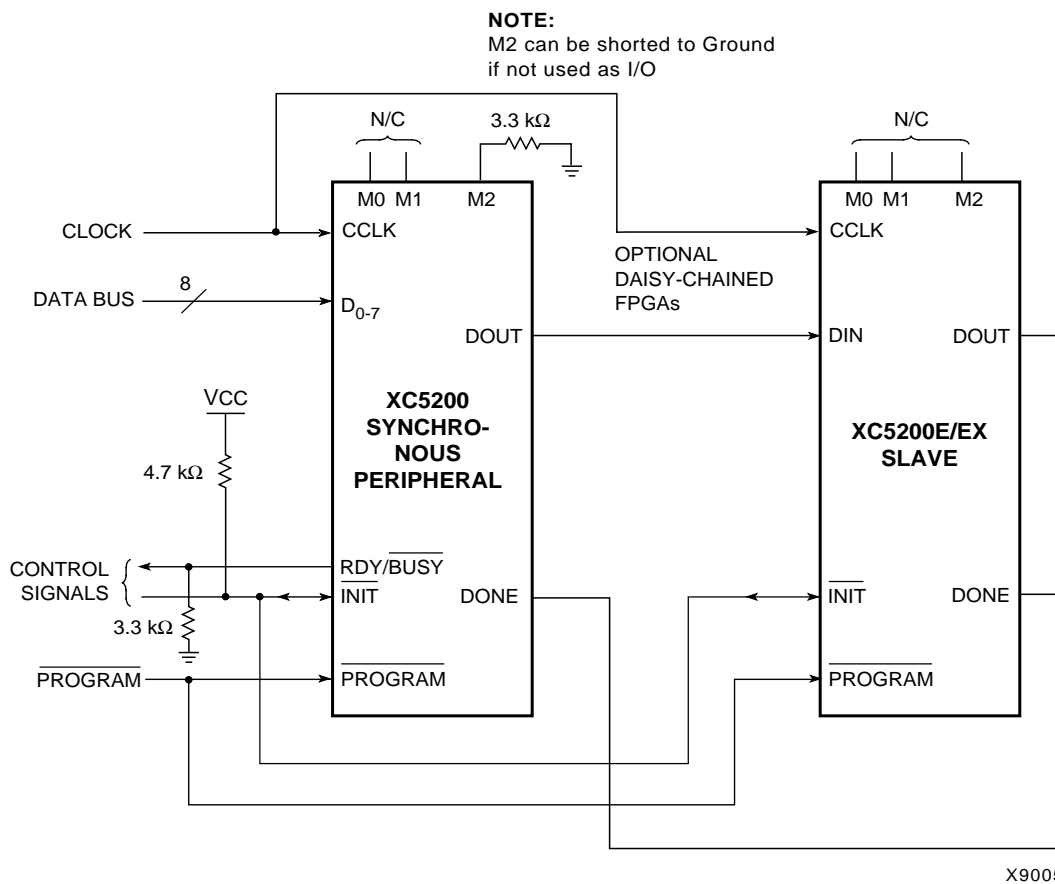 NOTE:
M2 can be shorted to Ground
if not used as I/O
N/C
3.3 kΩ
N/C
M0 M1 M2
M0 M1 M2
CLOCK
CCLK
CCLK
OPTIONAL
DAISY-CHAINED
FPGAs
DATA BUS
8
D0-7
DOUT
DIN
DOUT
VCC
4.7 kΩ
XC5200
SYNCHRO-
NOUS
PERIPHERAL
XC5200E/EX
SLAVE
CONTROL
SIGNALS
RDY/BUSY
INIT
DONE
INIT
DONE
3.3 kΩ
PROGRAM
PROGRAM
PROGRAM
X9005